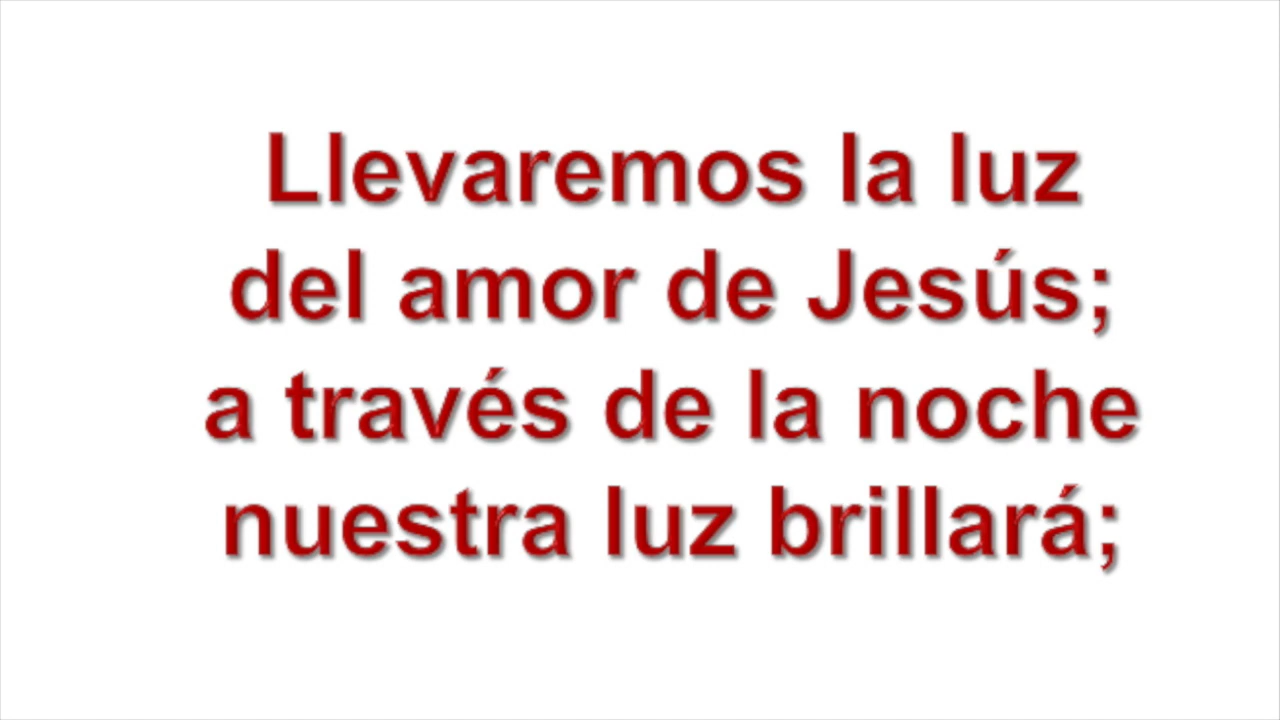 Llevaremos la luz
del amor de Jesús;
a través de la noche
nuestra luz brillará;